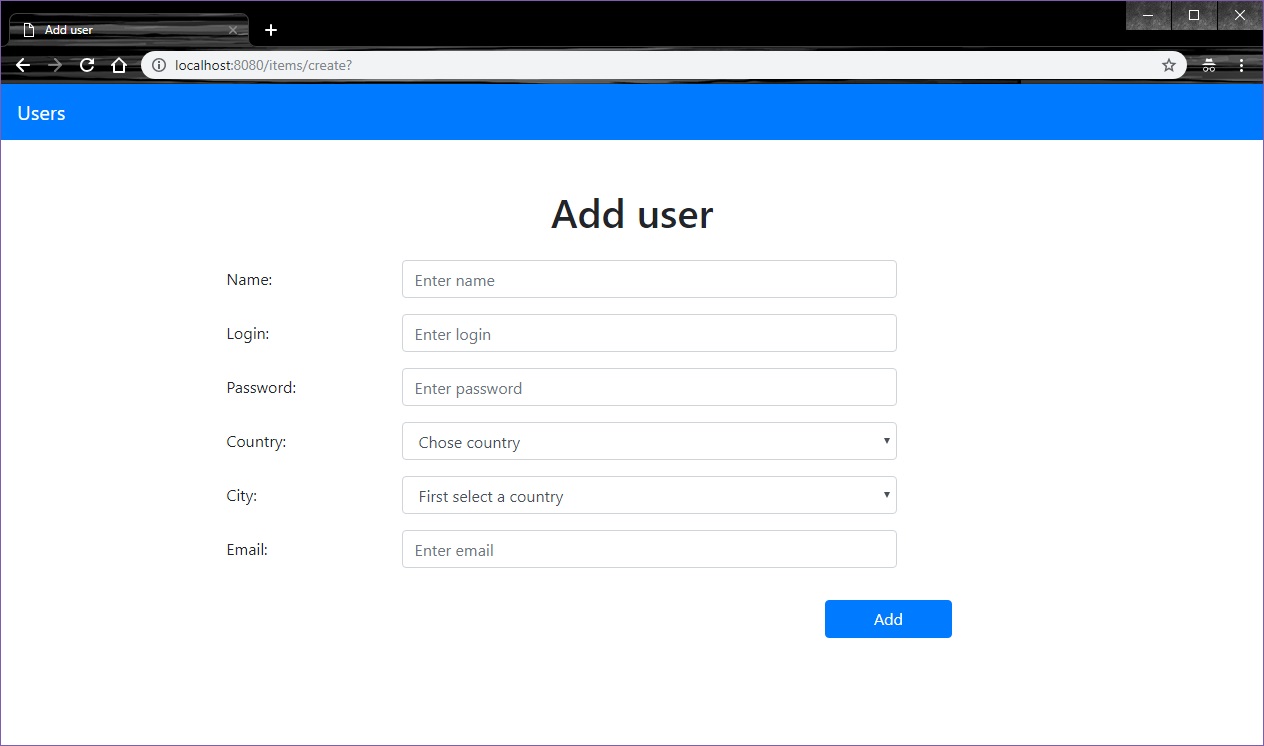 Add user
localhost:8080/items/create?
Users
Add user
Name: Enter name
Login: Enter login
Password: Enter password
Country: Chose country
City: First select a country
Email: Enter email
Add